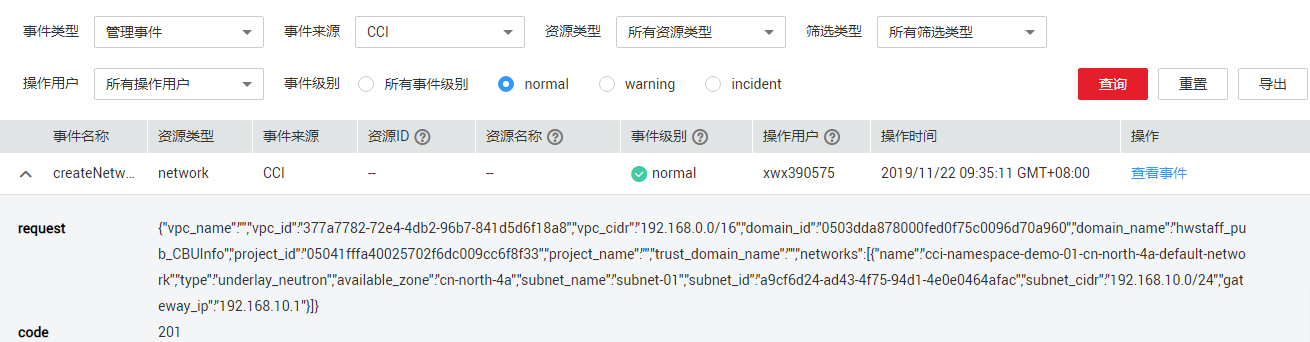 事件类型 管理事件 事件来源 CCI 资源类型 所有资源类型 筛选类型 所有筛选类型
操作用户 所有操作用户 事件级别 所有事件级别 normal warning incident 查询 重置 导出
事件名称 资源类型 事件来源 资源ID ? 资源名称 ? 事件级别 ? 操作用户 ? 操作时间 操作
createNetw... network CCI -- -- normal xwx390575 2019/11/22 09:35:11 GMT+08:00 查看事件
request {"vpc_name":"","vpc_id":"377a7782-72e4-4db2-96b7-841d5d6f18a8","vpc_cidr":"192.168.0.0/16","domain_id":"0503dda878000fed0f75c0096d70a960","domain_name":"hwstaff_pu
b_CBUInfo","project_id":"05041fffa40025702f6dc009cc6f8f33","project_name":"","trust_domain_name":"","networks":[{"name":"cci-namespace-demo-01-cn-north-4a-default-netwo
rk","type":"underlay_neutron","available_zone":"cn-north-4a","subnet_name":"subnet-01","subnet_id":"a9cf6d24-ad43-4f75-94d1-4e0e0464afac","subnet_cidr":"192.168.10.0/24","gat
eway_ip":"192.168.10.1"}]}
code 201